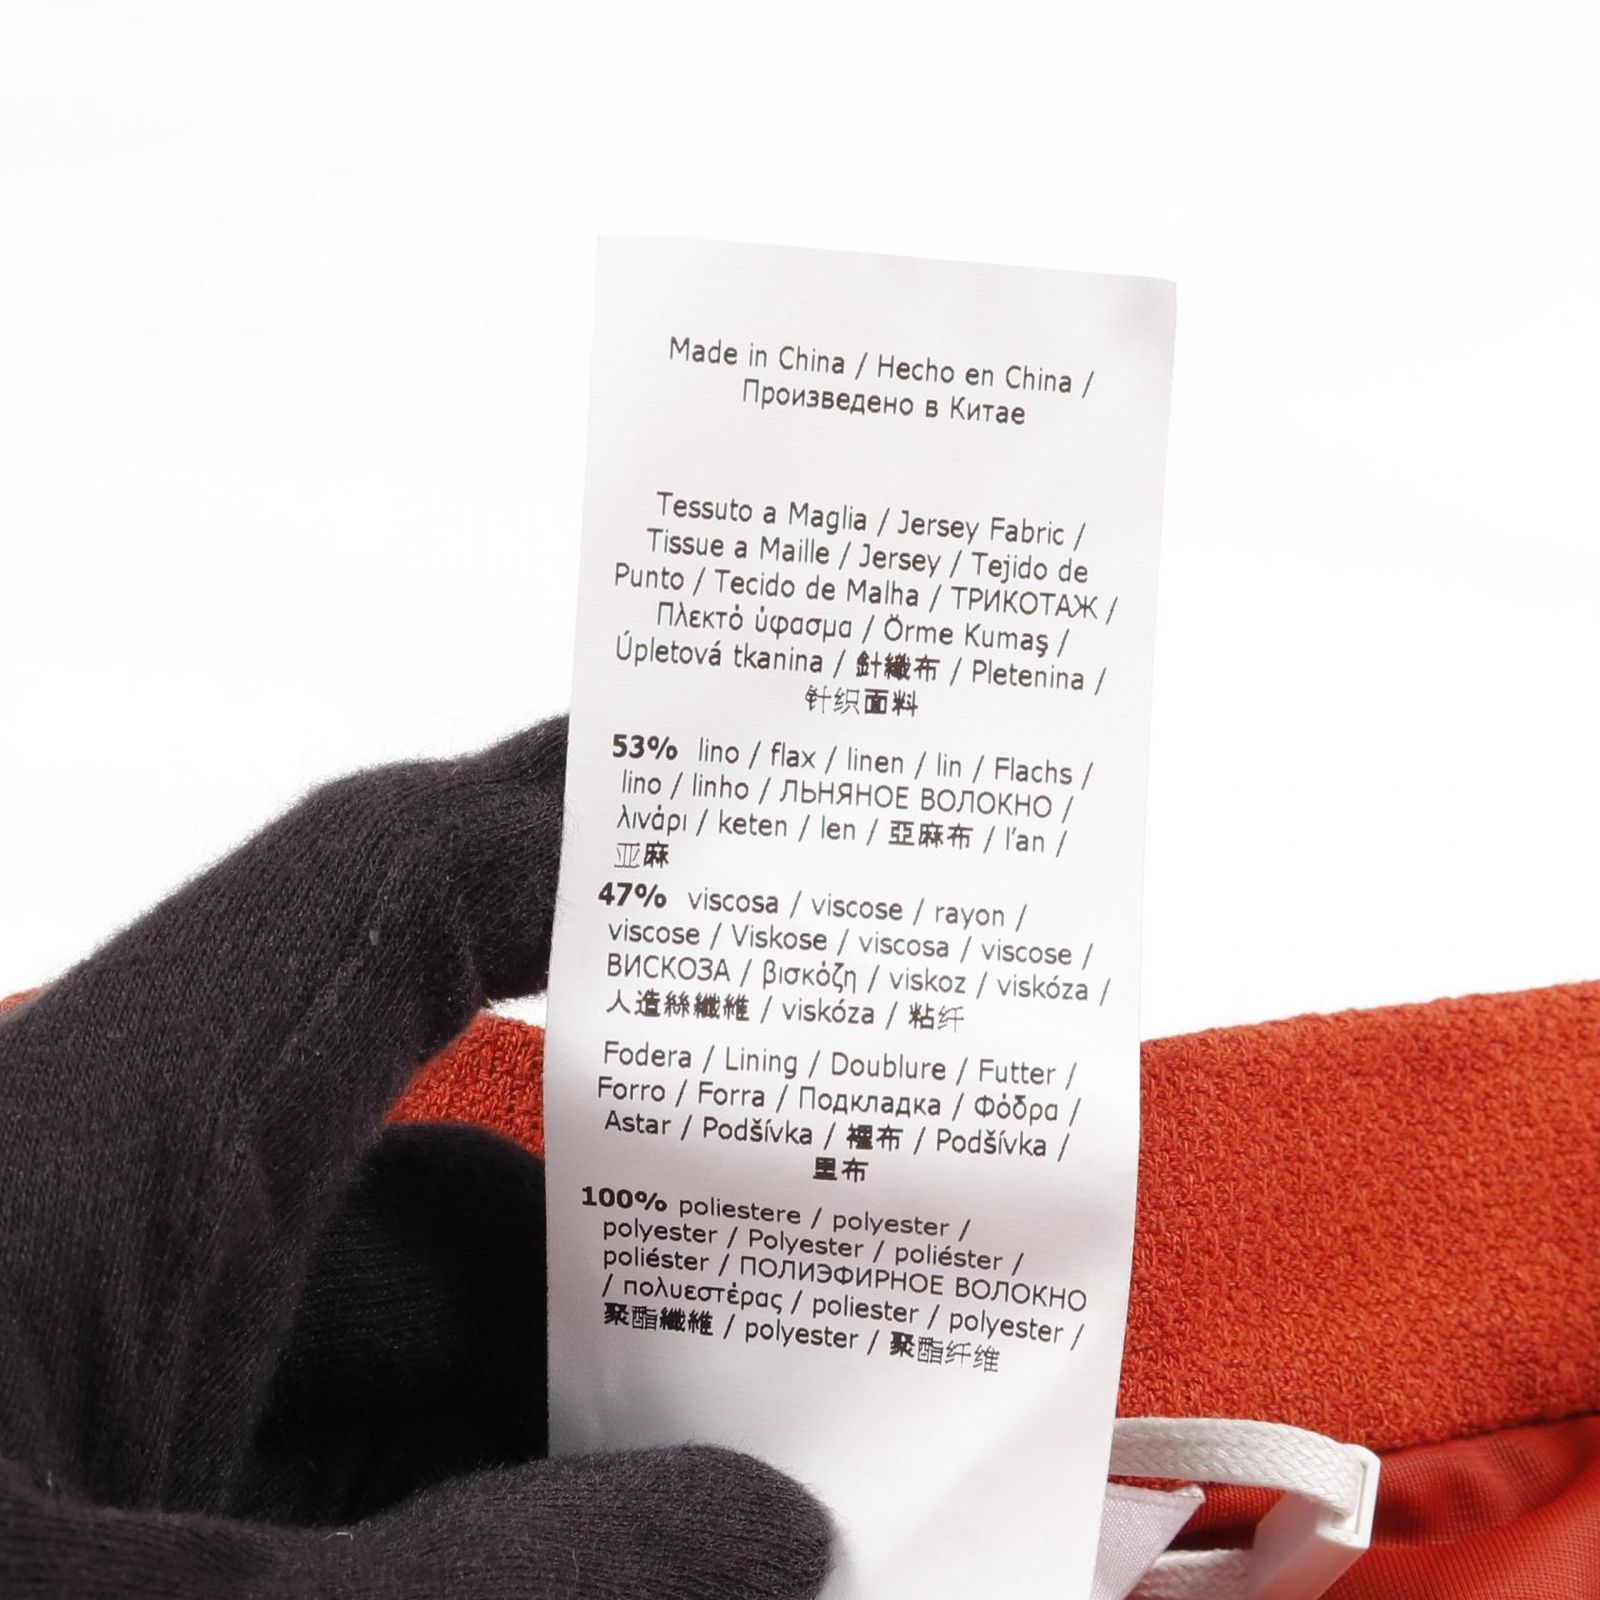 Made in China / Hecho en China /
Произведено в Китае
Tessuto a Maglia / Jersey Fabric /
Tissue a Maille / Jersey / Tejido de
Punto / Tecido de Malha / ТРИКОТАЖ /
Πλεκτό ύφασμα / Örme Kumaş /
Úpletová tkanina / 針織布 / Pletenina /
针织面料
53% lino / flax / linen / lin / Flachs /
lino / linho / ЛЬНЯНОЕ ВОЛОКНО /
λινάρι / keten / len / 亞麻布 / l'an /
亚麻
47% viscosa / viscose / rayon /
viscose / Viskose / viscosa / viscose /
ВИСКОЗА / βισκόζη / viskoz / viskóza /
人造絲纖維 / viskóza / 粘纤
Fodera / Lining / Doublure / Futter /
Forro / Forra / Подкладка / Φόδρα /
Astar / Podšívka / 裡布 / Podšívka /
里布
100% poliestere / polyester /
polyester / Polyester / poliéster /
poliéster / ПОЛИЭФИРНОЕ ВОЛОКНО
/ πολυεστέρας / poliester / polyester /
聚酯纖維 / polyester / 聚酯纤维